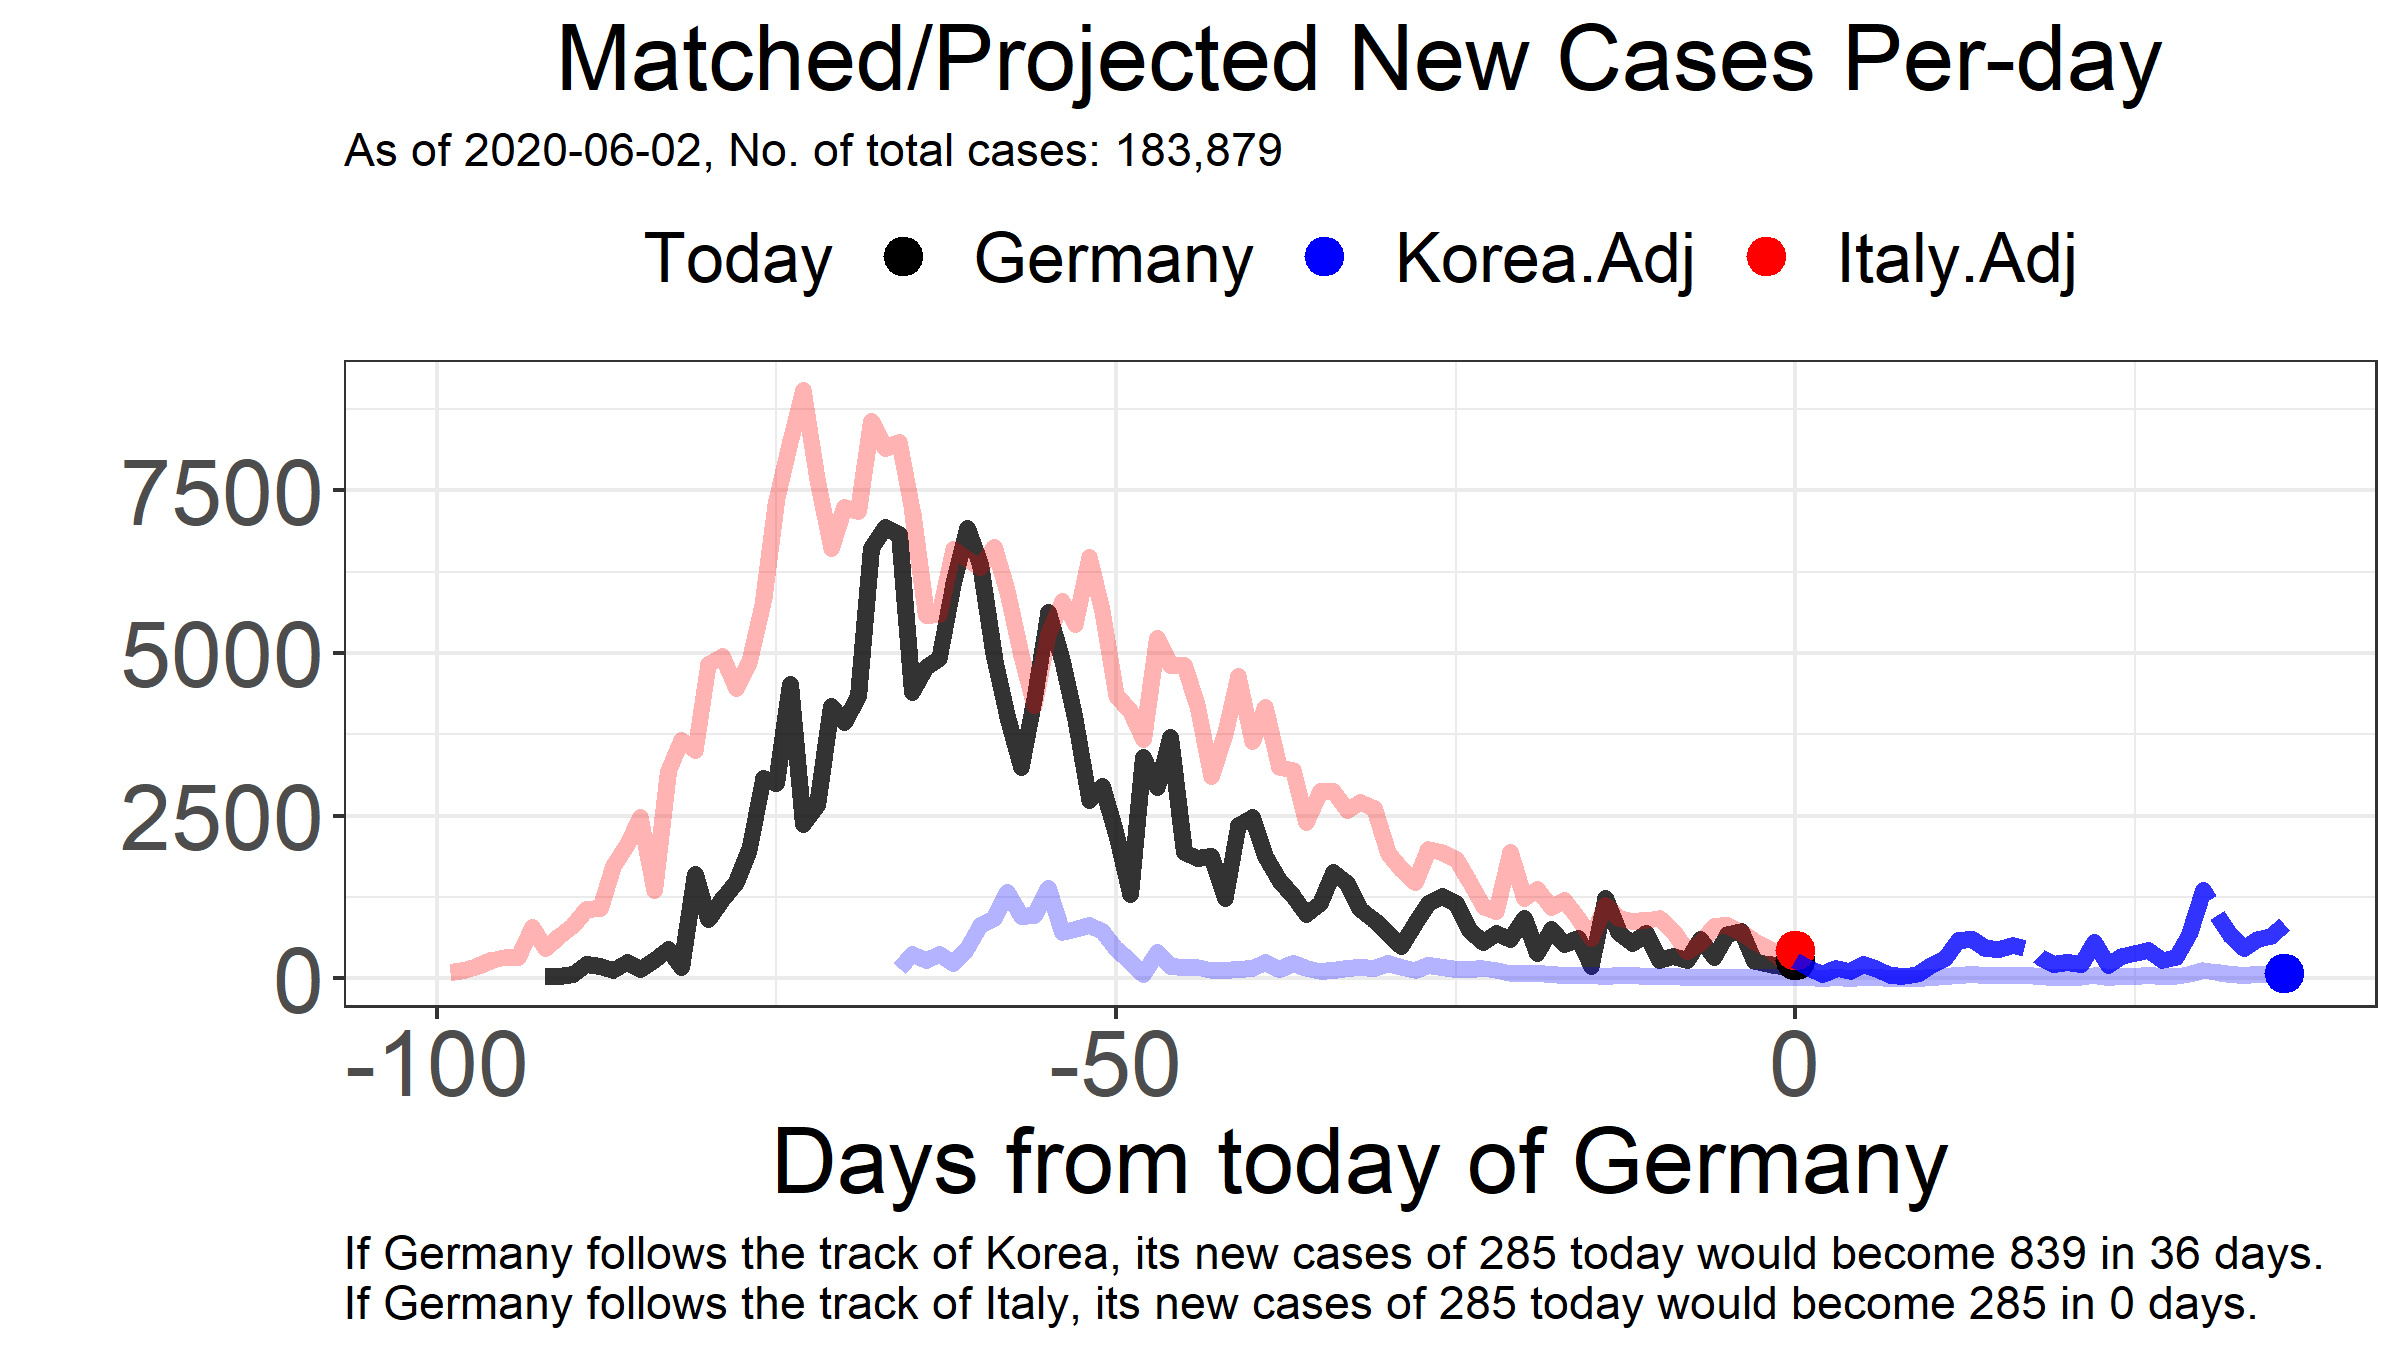 Matched/Projected New Cases Per-day
As of 2020-06-02, No. of total cases: 183,879
Today Germany Korea.Adj Italy.Adj
7500
5000
2500
0
-100 -50 0
Days from today of Germany
If Germany follows the track of Korea, its new cases of 285 today would become 839 in 36 days.
If Germany follows the track of Italy, its new cases of 285 today would become 285 in 0 days.